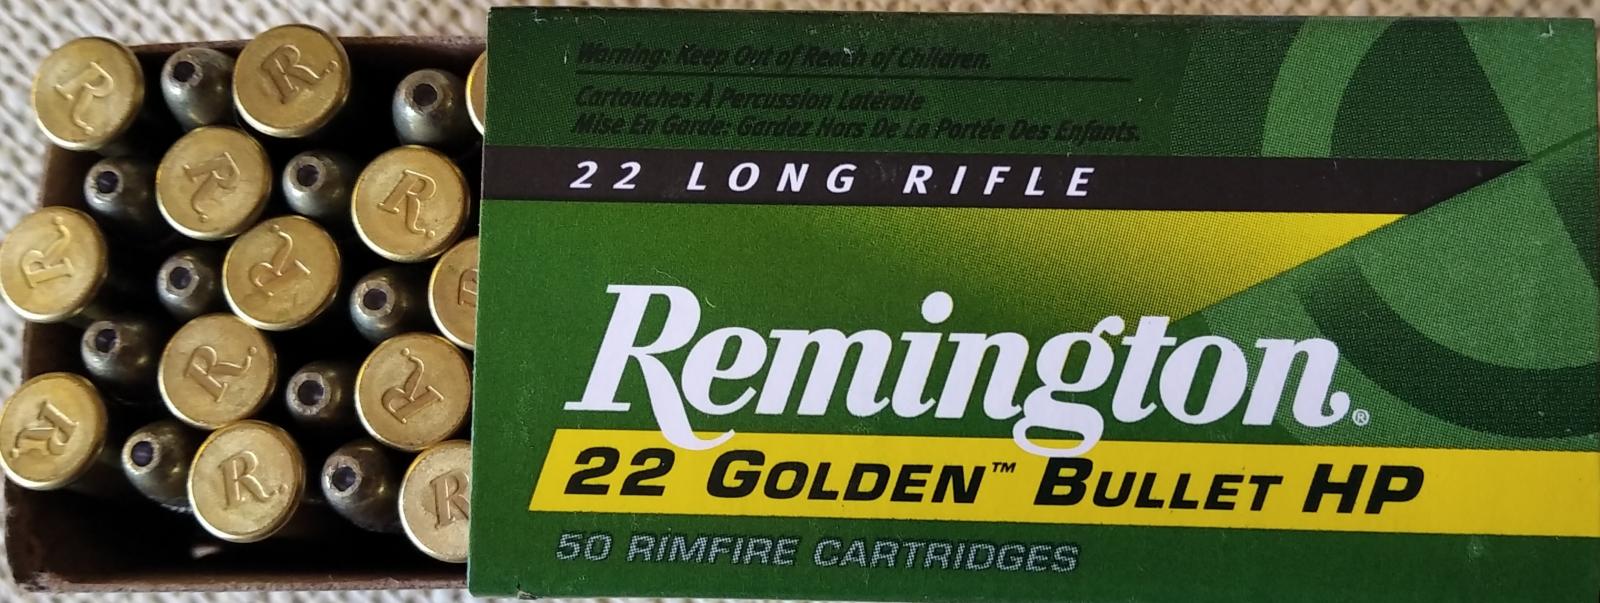 Warning: Keep Out of Reach of Children.
Cartouches À Percussion Latérale
Mise En Garde: Gardez Hors De La Portée Des Enfants.
22 LONG RIFLE
Remington®
22 GOLDEN™ BULLET HP
50 RIMFIRE CARTRIDGES
R. R. R. R. R. R. R. R. R. R. R. R.